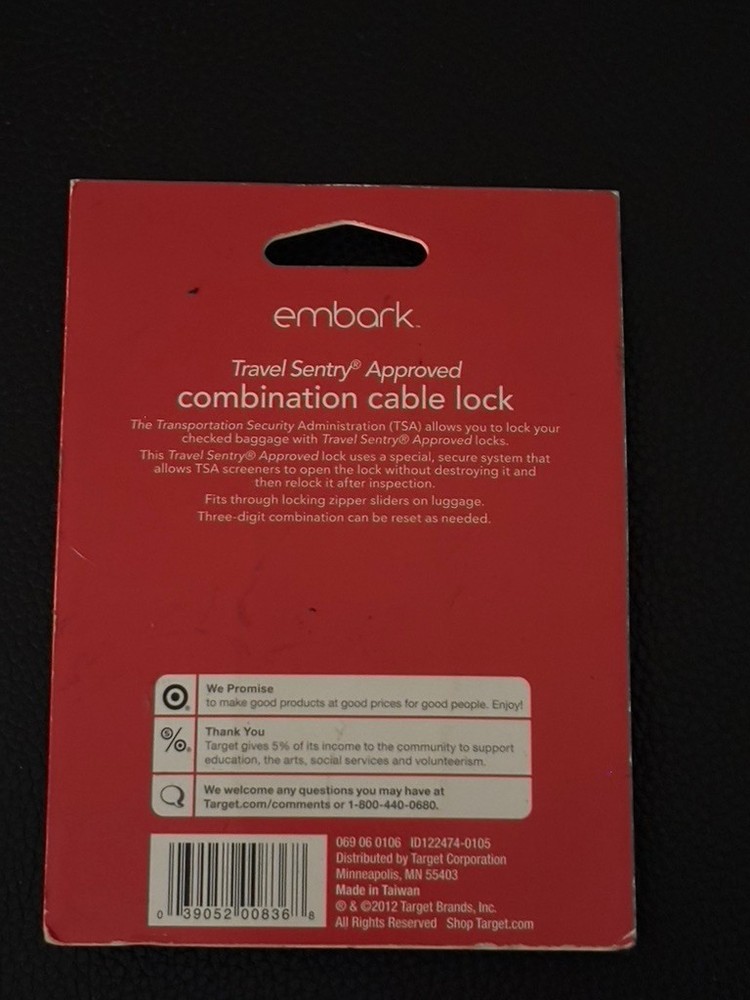 embark™
Travel Sentry® Approved
combination cable lock
The Transportation Security Administration (TSA) allows you to lock your
checked baggage with Travel Sentry® Approved locks.
This Travel Sentry® Approved lock uses a special, secure system that
allows TSA screeners to open the lock without destroying it and
then relock it after inspection.
Fits through locking zipper sliders on luggage.
Three-digit combination can be reset as needed.
We Promise
to make good products at good prices for good people. Enjoy!
Thank You
Target gives 5% of its income to the community to support
education, the arts, social services and volunteerism.
We welcome any questions you may have at
Target.com/comments or 1-800-440-0680.
0 39052 00836 8
069 06 0106 ID122474-0105
Distributed by Target Corporation
Minneapolis, MN 55403
Made in Taiwan
® & ©2012 Target Brands, Inc.
All Rights Reserved Shop Target.com